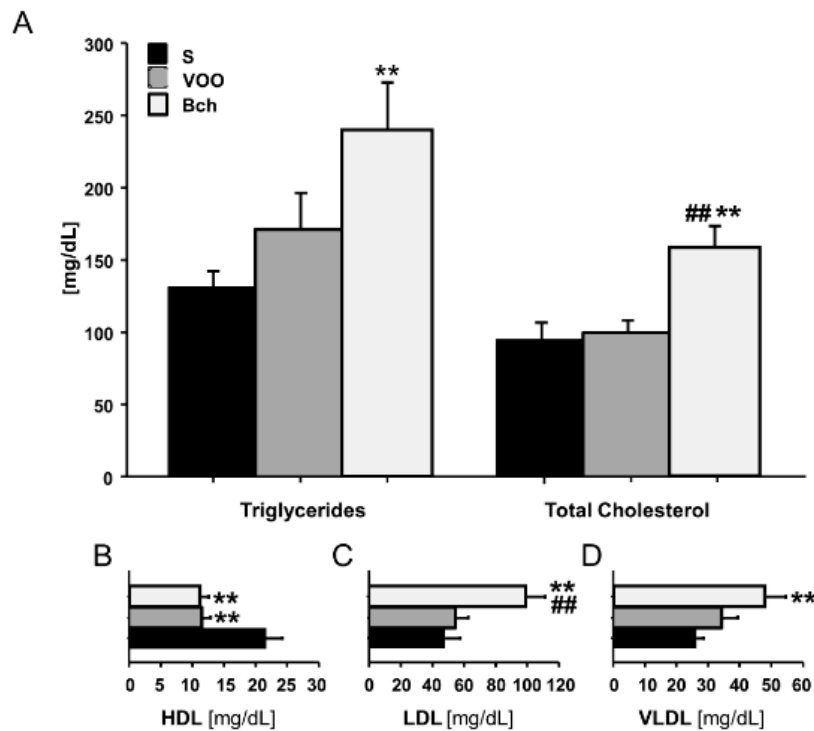 A
300
250
200
150
100
50
0
[mg/dL]
S
VOO
Bch
**
## **
Triglycerides
Total Cholesterol
B
**
**
0 5 10 15 20 25 30
HDL [mg/dL]
C
**
##
0 20 40 60 80 100 120
LDL [mg/dL]
D
**
0 10 20 30 40 50 60
VLDL [mg/dL]